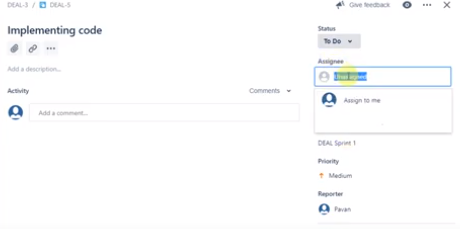 DEAL-3 / DEAL-5
Give feedback
Implementing code
Add a description...
Activity
Comments
Add a comment...
Status
To Do
Assignee
Unassigned
Assign to me
DEAL Sprint 1
Priority
Medium
Reporter
Pavan